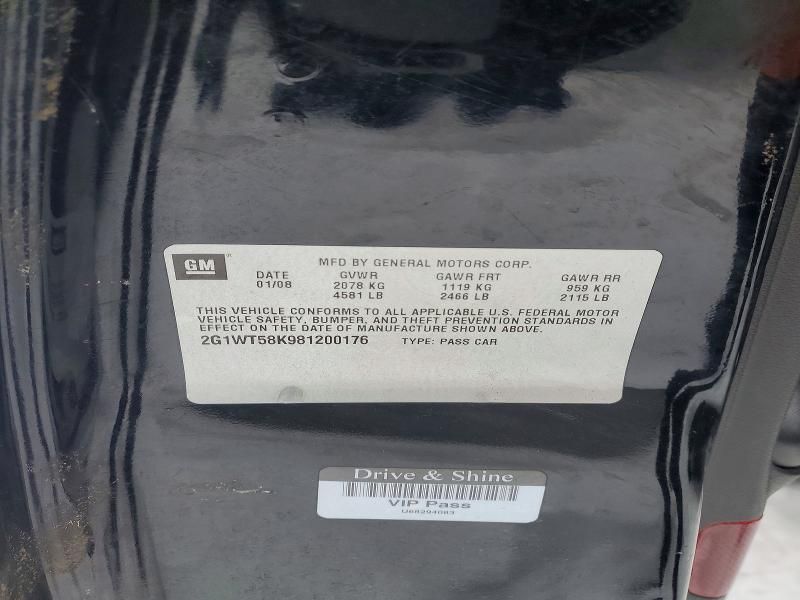 GM
MFD BY GENERAL MOTORS CORP.
DATE GVWR GAWR FRT GAWR RR
01/08 2078 KG 1119 KG 959 KG
4581 LB 2466 LB 2115 LB
THIS VEHICLE CONFORMS TO ALL APPLICABLE U.S. FEDERAL MOTOR
VEHICLE SAFETY, BUMPER, AND THEFT PREVENTION STANDARDS IN
EFFECT ON THE DATE OF MANUFACTURE SHOWN ABOVE.
2G1WT58K981200176 TYPE: PASS CAR
Drive & Shine
VIP Pass
U68294083